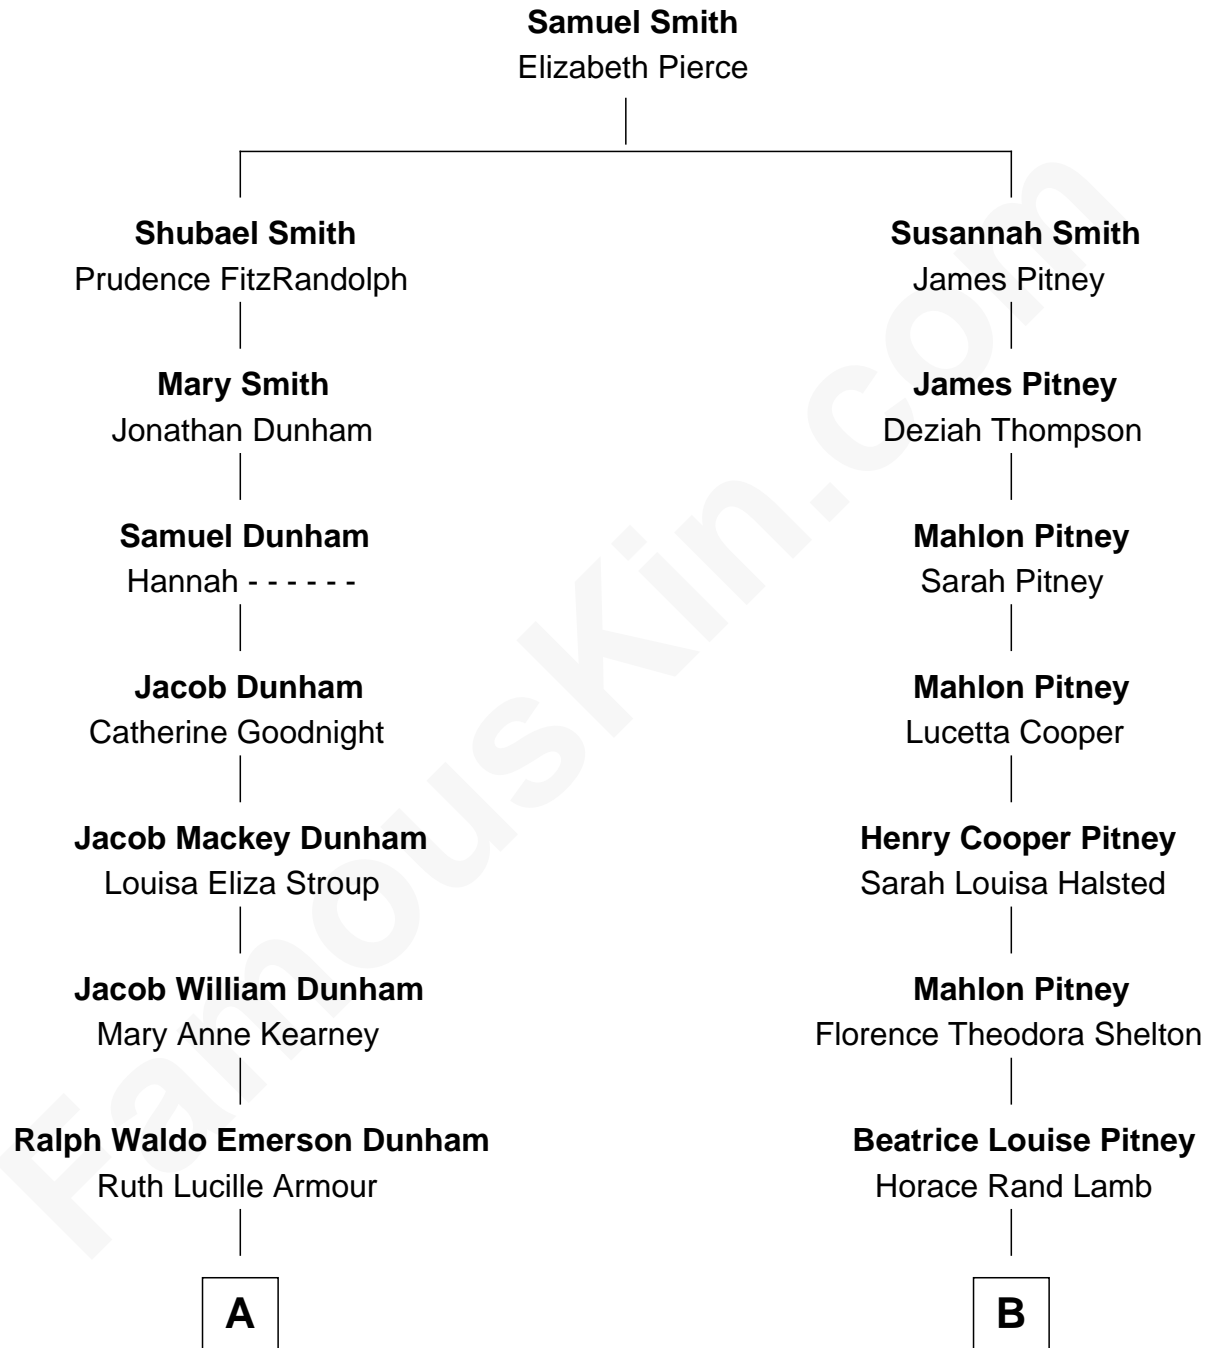 Samuel Smith
Elizabeth Pierce
Shubael Smith
Prudence FitzRandolph
Susannah Smith
James Pitney
Mary Smith
Jonathan Dunham
James Pitney
Deziah Thompson
Samuel Dunham
Hannah - - - - - -
Mahlon Pitney
Sarah Pitney
Jacob Dunham
Catherine Goodnight
Mahlon Pitney
Lucetta Cooper
Jacob Mackey Dunham
Louisa Eliza Stroup
Henry Cooper Pitney
Sarah Louisa Halsted
Jacob William Dunham
Mary Anne Kearney
Mahlon Pitney
Florence Theodora Shelton
Ralph Waldo Emerson Dunham
Ruth Lucille Armour
Beatrice Louise Pitney
Horace Rand Lamb
A
B
FamousKin.com